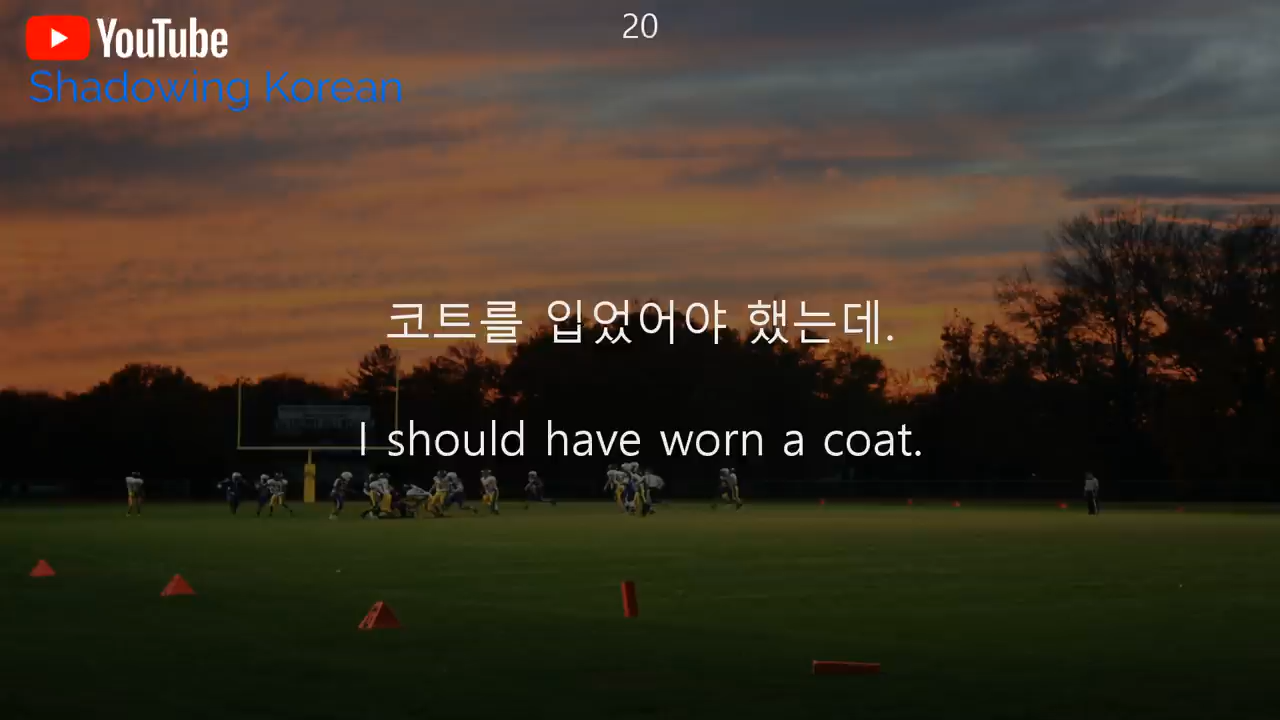 20
YouTube
Shadowing Korean
코트를 입었어야 했는데.
I should have worn a coat.